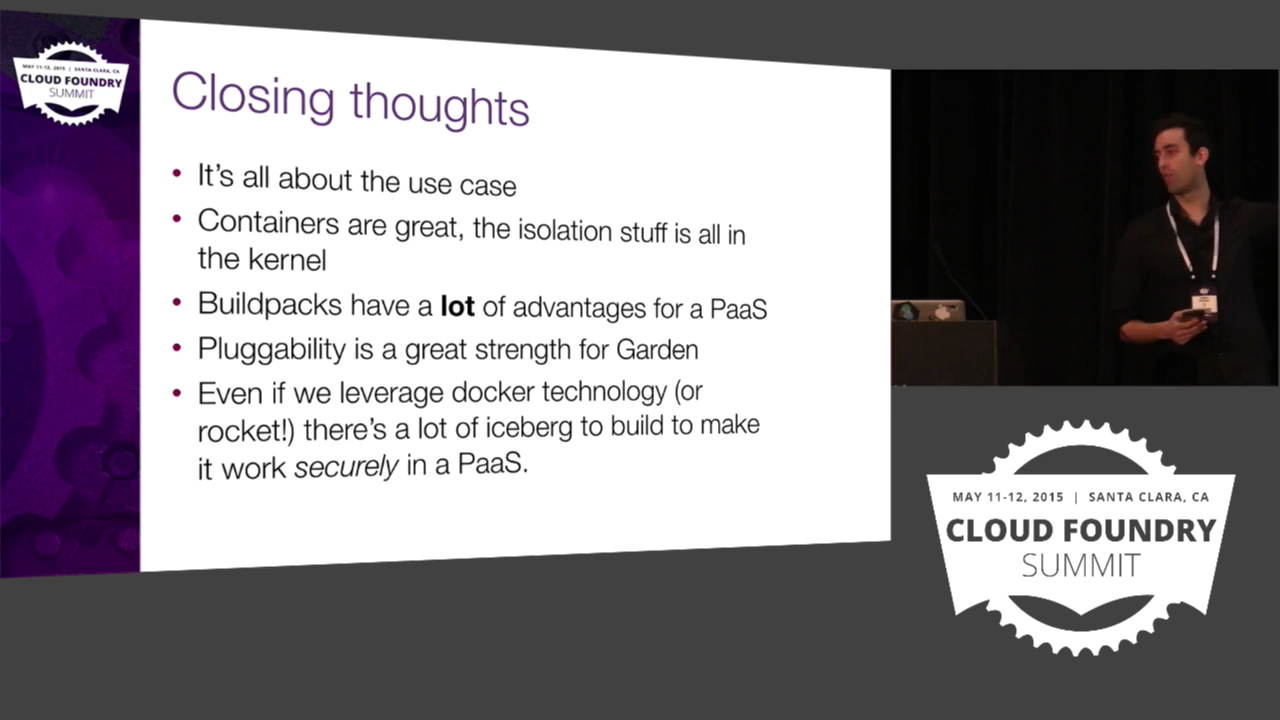 MAY 11-12, 2015 | SANTA CLARA, CA
CLOUD FOUNDRY
SUMMIT
Closing thoughts
• It's all about the use case
• Containers are great, the isolation stuff is all in
the kernel
• Buildpacks have a lot of advantages for a PaaS
• Pluggability is a great strength for Garden
• Even if we leverage docker technology (or
rocket!) there's a lot of iceberg to build to make
it work securely in a PaaS.
MAY 11-12, 2015 | SANTA CLARA, CA
CLOUD FOUNDRY
SUMMIT